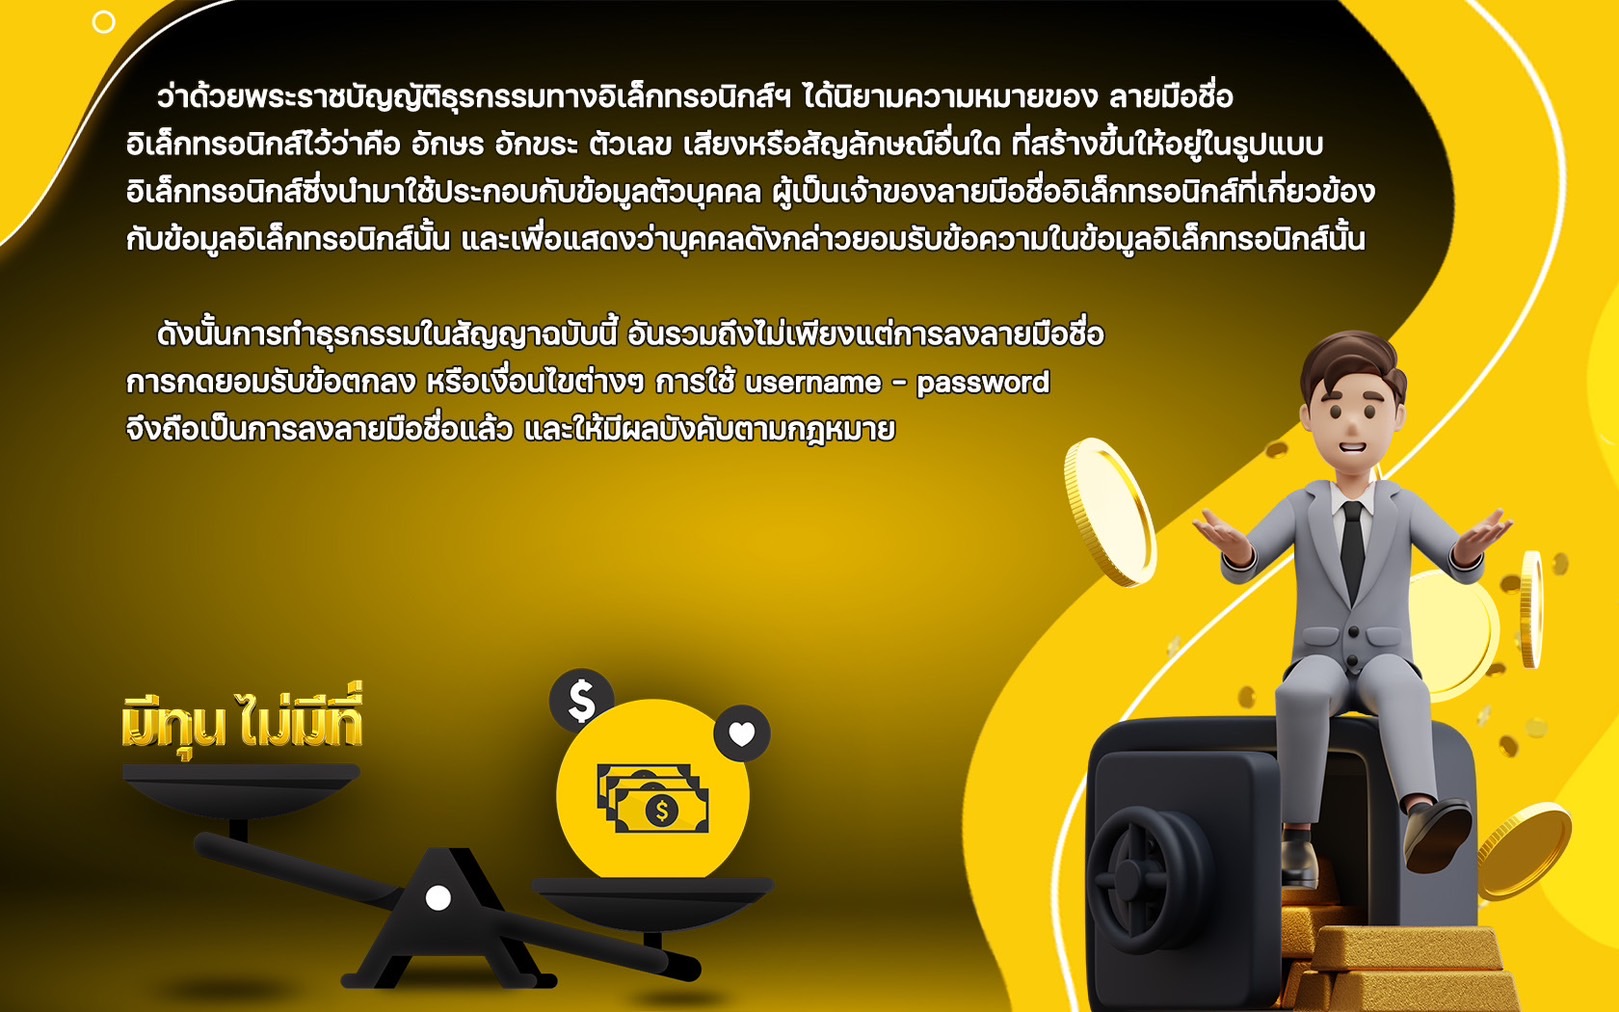 ว่าด้วยพระราชบัญญัติธุรกรรมทางอิเล็กทรอนิกส์ฯ ได้นิยามความหมายของ ลายมือชื่อ
อิเล็กทรอนิกส์ไว้ว่าคือ อักษร อักขระ ตัวเลข เสียงหรือสัญลักษณ์อื่นใด ที่สร้างขึ้นให้อยู่ในรูปแบบ
อิเล็กทรอนิกส์ซึ่งนำมาใช้ประกอบกับข้อมูลตัวบุคคล ผู้เป็นเจ้าของลายมือชื่ออิเล็กทรอนิกส์ที่เกี่ยวข้อง
กับข้อมูลอิเล็กทรอนิกส์นั้น และเพื่อแสดงว่าบุคคลดังกล่าวยอมรับข้อความในข้อมูลอิเล็กทรอนิกส์นั้น
ดังนั้นการทำธุรกรรมในสัญญาฉบับนี้ อันรวมถึงไม่เพียงแต่การลงลายมือชื่อ
การกดยอมรับข้อตกลง หรือเงื่อนไขต่างๆ การใช้ username - password
จึงถือเป็นการลงลายมือชื่อแล้ว และให้มีผลบังคับตามกฎหมาย
มีทุน ไม่มีที่
$
$